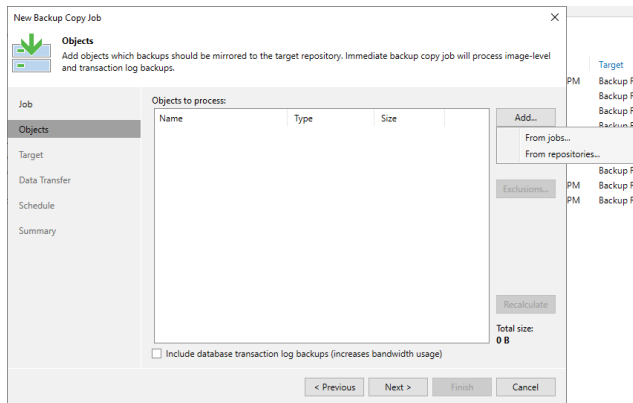 New Backup Copy Job
Objects
Add objects which backups should be mirrored to the target repository. Immediate backup copy job will process image-level
and transaction log backups.
Job
Objects
Target
Data Transfer
Schedule
Summary
Objects to process:
Name Type Size
Add...
From jobs...
From repositories...
Exclusions...
Recalculate
Total size:
0 B
Include database transaction log backups (increases bandwidth usage)
< Previous Next > Finish Cancel
Target
PM Backup R
Backup R
Backup R
Backup R
Backup R
PM Backup R
PM Backup R